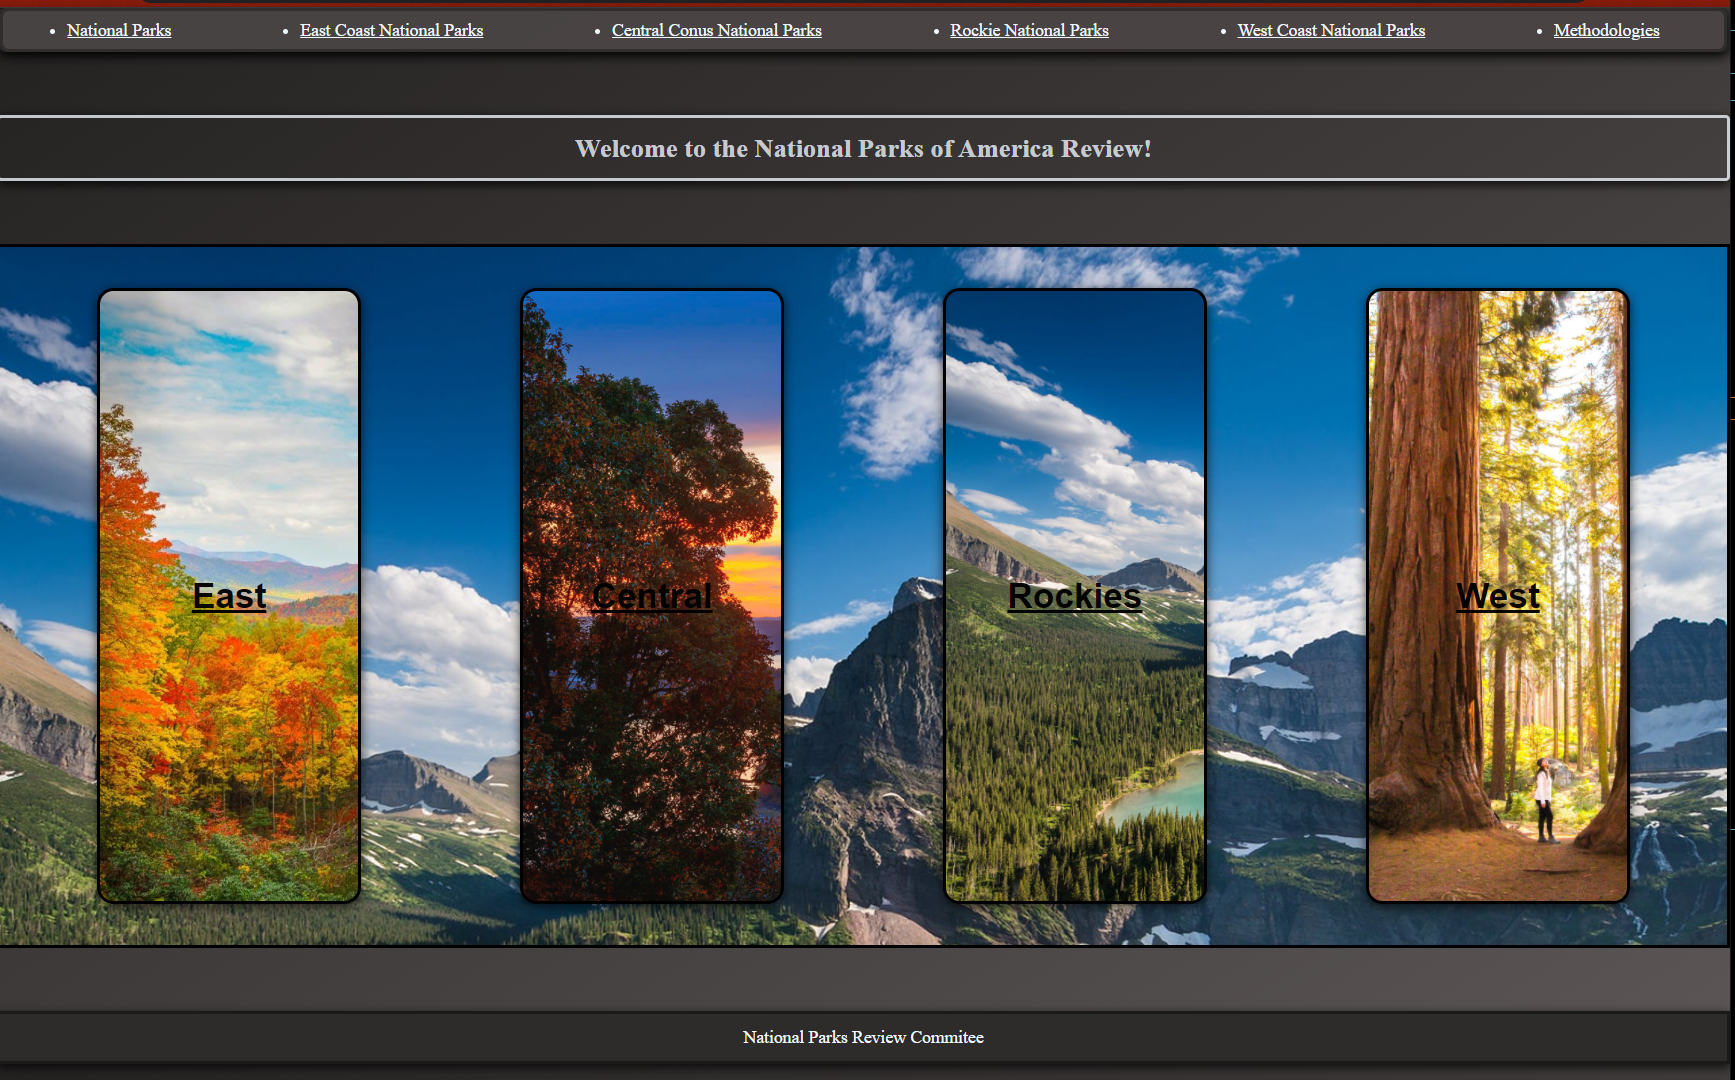 National Parks
East Coast National Parks
Central Conus National Parks
Rockie National Parks
West Coast National Parks
Methodologies
Welcome to the National Parks of America Review!
East
Central
Rockies
West
National Parks Review Commitee